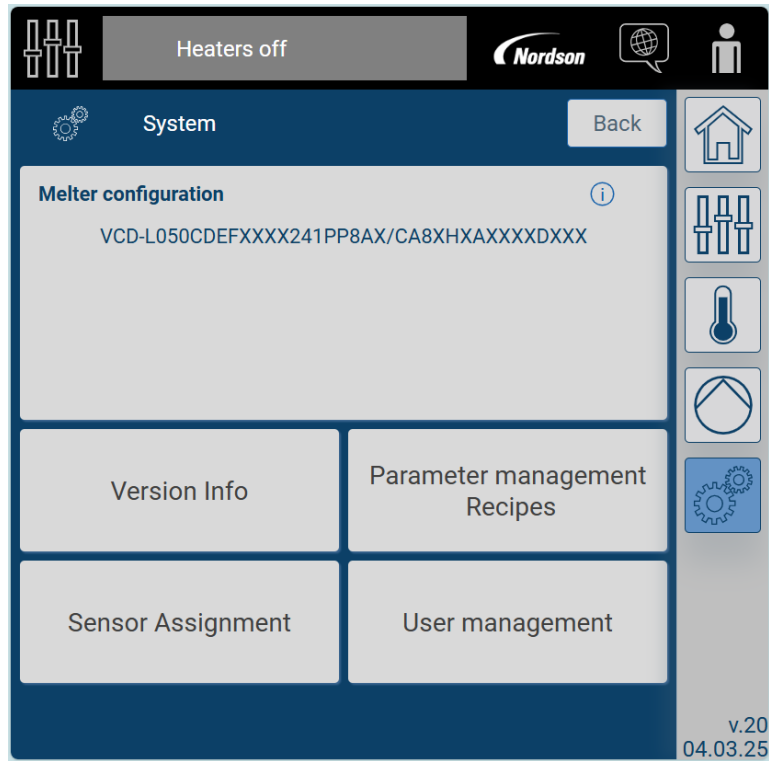 Heaters off
Nordson
System
Back
Melter configuration
i
VCD-L050CDEFXXXX241PP8AX/CA8XHXAXXXXDXXX
Version Info
Parameter management
Recipes
Sensor Assignment
User management
v.20
04.03.25